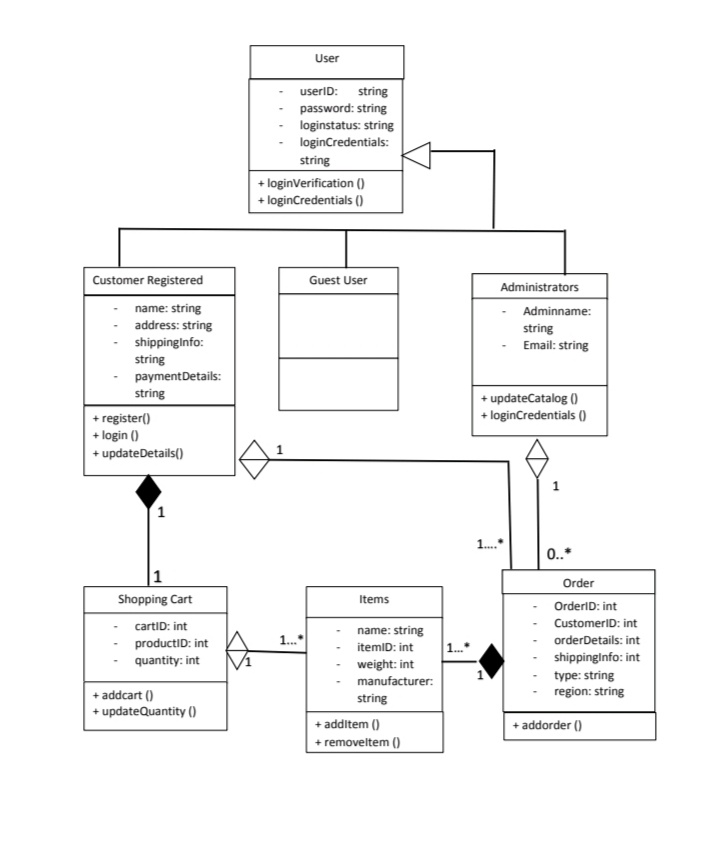 User
- userID: string
- password: string
- loginstatus: string
- loginCredentials:
string
+ loginVerification ()
+ loginCredentials ()
Customer Registered
- name: string
- address: string
- shippingInfo:
string
- paymentDetails:
string
+ register()
+ login ()
+ updateDetails()
Guest User
Administrators
- Adminname:
string
- Email: string
+ updateCatalog ()
+ loginCredentials ()
1
1
1....*
1
0..*
1
1
Shopping Cart
- cartID: int
- productID: int
- quantity: int
+ addcart ()
+ updateQuantity ()
1
1...*
Items
- name: string
- itemID: int
- weight: int
- manufacturer:
string
+ addItem ()
+ removeItem ()
1...*
1
Order
- OrderID: int
- CustomerID: int
- orderDetails: int
- shippingInfo: int
- type: string
- region: string
+ addorder ()